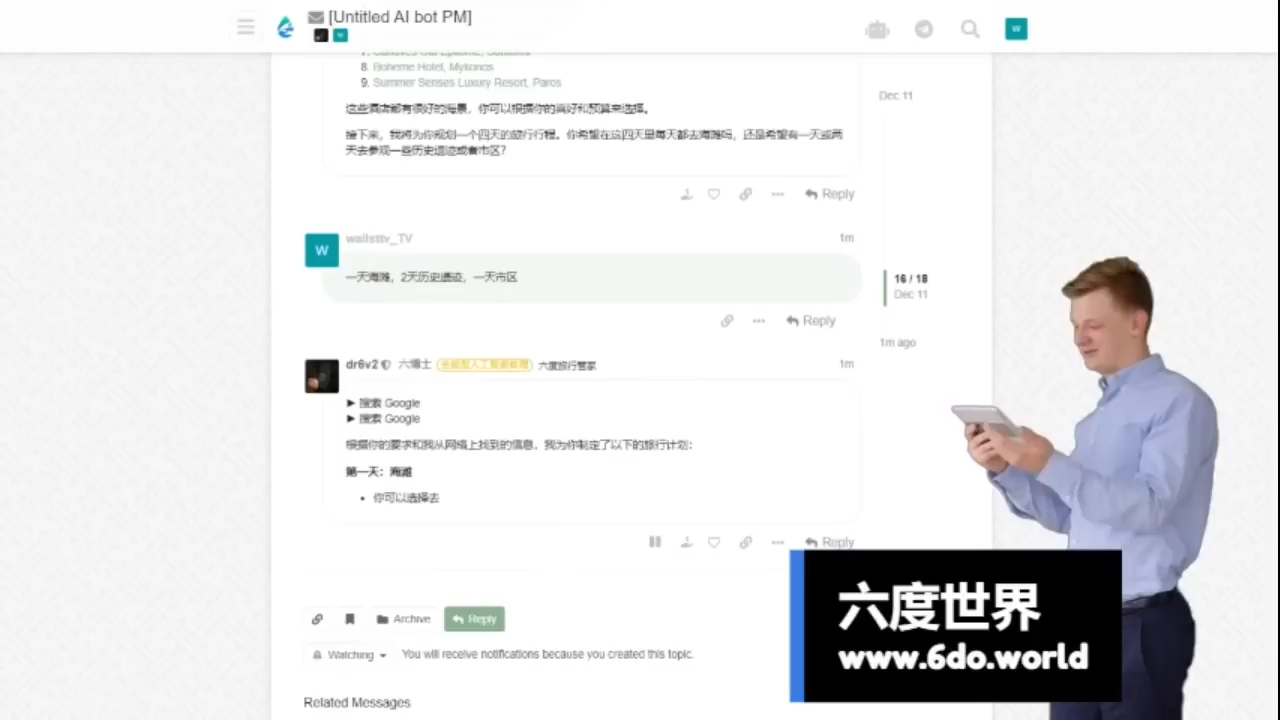 [Untitled AI bot PM]
W
W
8. Boheme Hotel, Mykonos
9. Summer Senses Luxury Resort, Paros
这些酒店都有很好的海景,你可以根据你的喜好和预算来选择。
接下来,我将为你规划一个四天的旅行行程。你希望在这四天里每天都去海滩吗,还是希望有一天或两
天去参观一些历史遗迹或者市区?
Reply
Dec 11
W
wallsttv_TV
1m
一天海滩,2天历史遗迹,一天市区
Reply
16 / 18
Dec 11
1m ago
dr6v2 六博士 六度旅行管家
1m
▶ 搜索 Google
▶ 搜索 Google
根据你的要求和我从网络上找到的信息,我为你制定了以下的旅行计划:
第一天:海滩
• 你可以选择去
Reply
Archive
Reply
Watching
You will receive notifications because you created this topic.
Related Messages
六度世界
www.6do.world